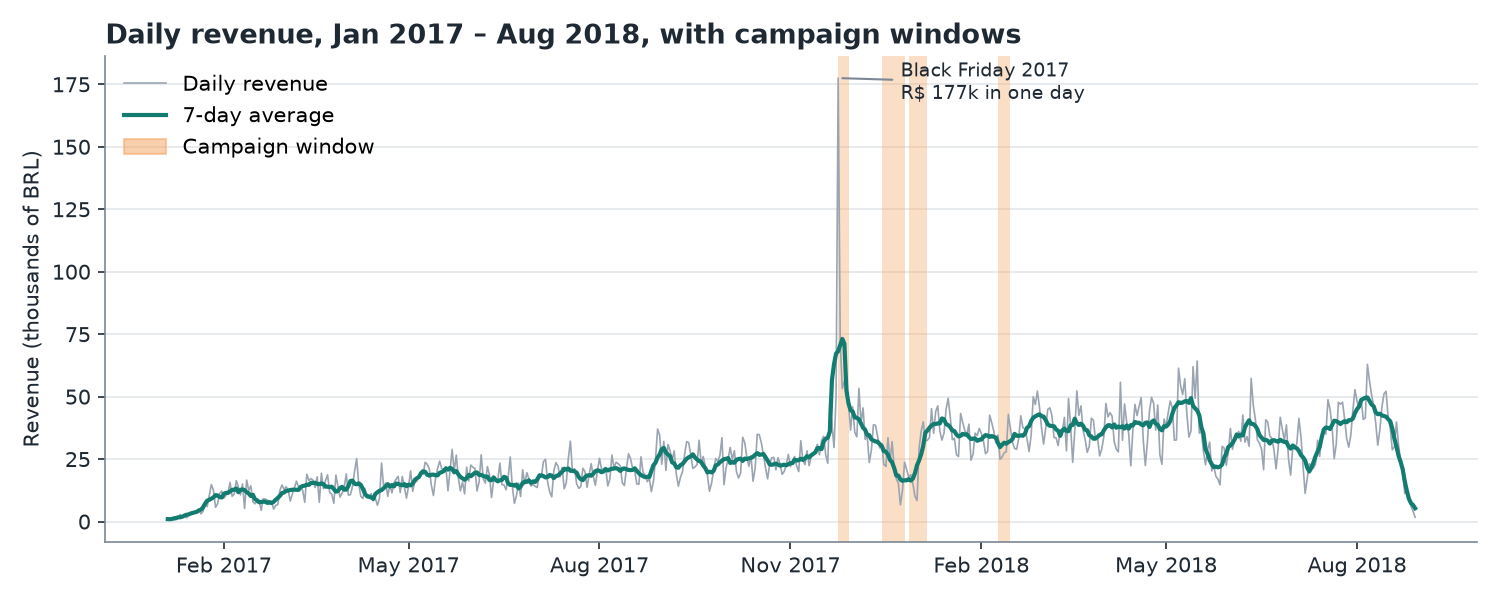 Daily revenue, Jan 2017 – Aug 2018, with campaign windows
Daily revenue
7-day average
Campaign window
Black Friday 2017
R$ 177k in one day
Revenue (thousands of BRL)
175
150
125
100
75
50
25
0
Feb 2017
May 2017
Aug 2017
Nov 2017
Feb 2018
May 2018
Aug 2018